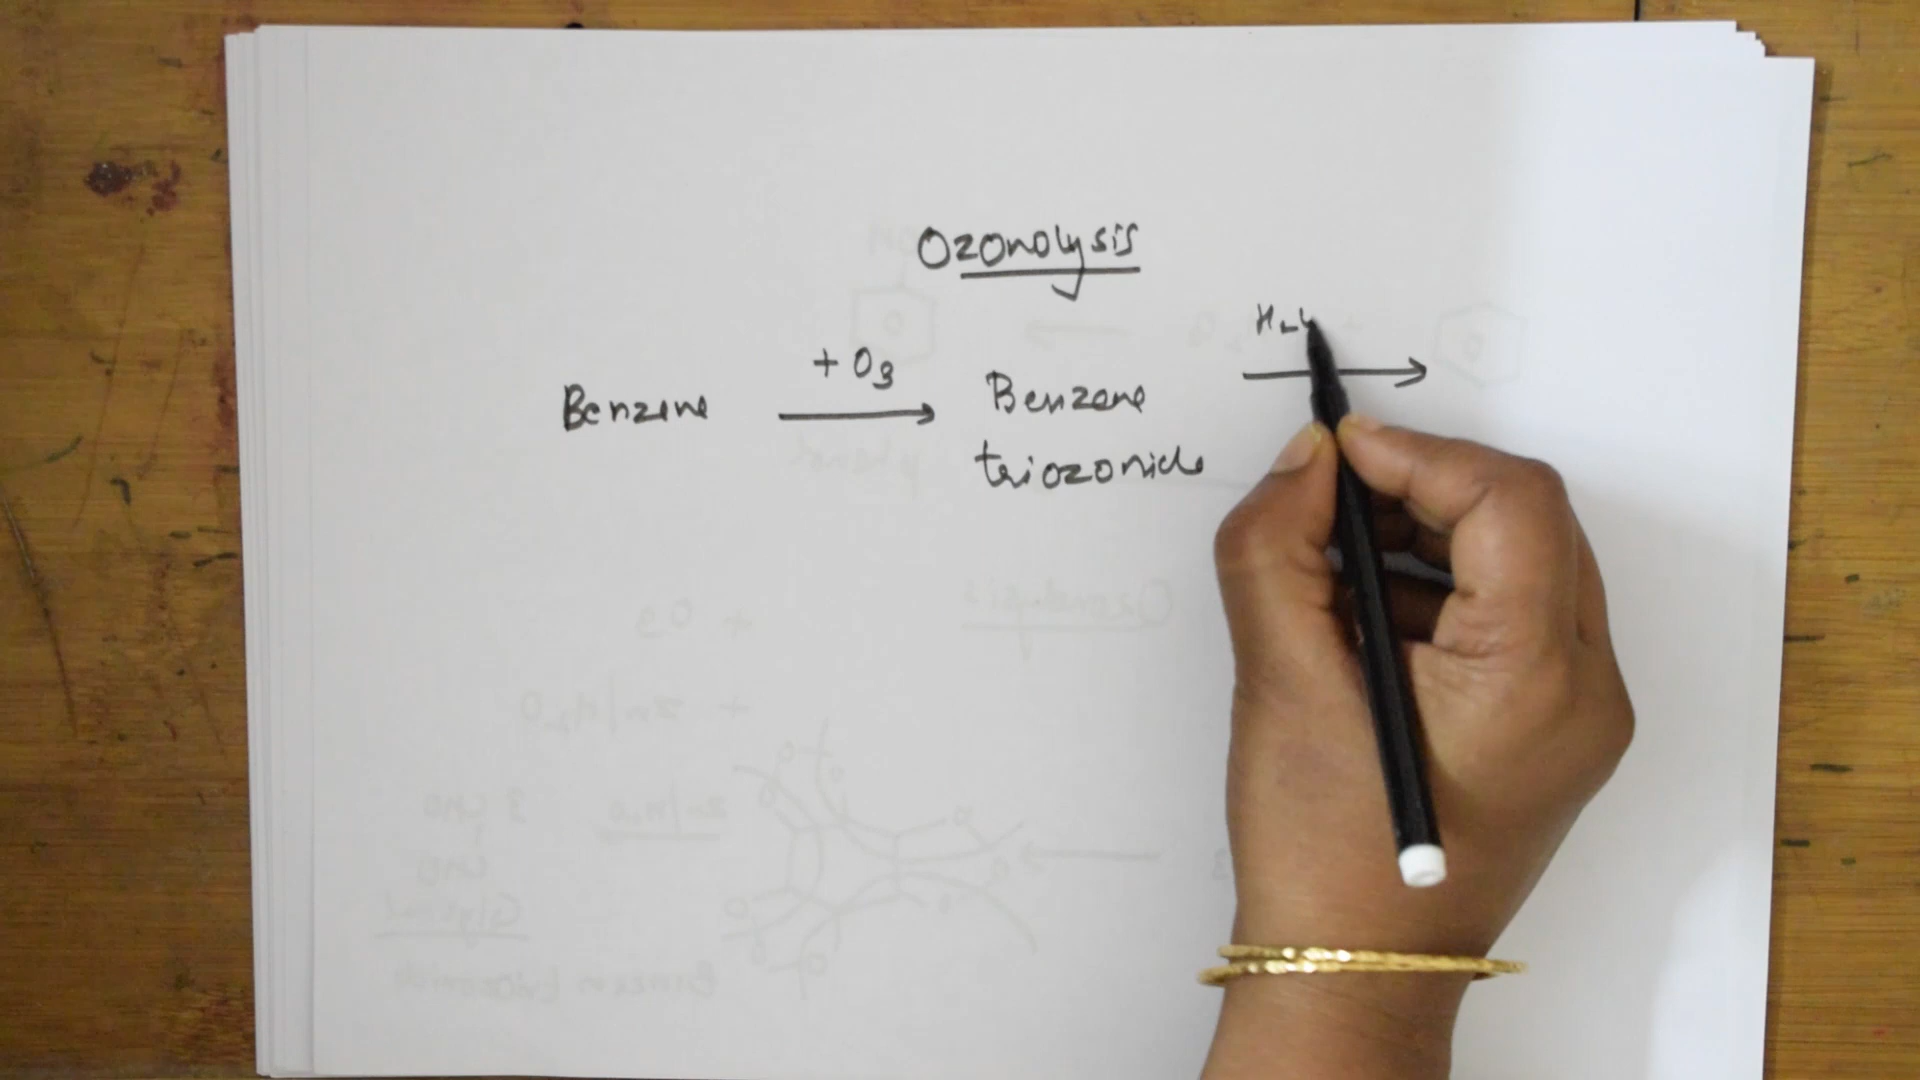 Ozonolysis
+ O3
Benzene
Benzene
triozonide